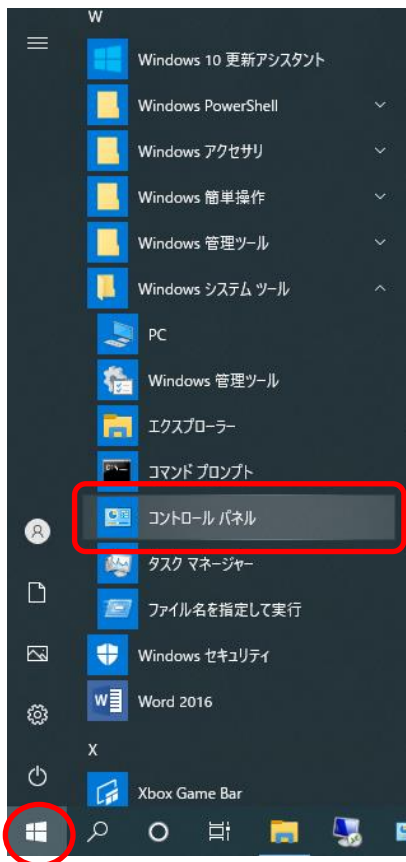 W
Windows 10 更新アシスタント
Windows PowerShell
Windows アクセサリ
Windows 簡単操作
Windows 管理ツール
Windows システム ツール
PC
Windows 管理ツール
エクスプローラー
コマンド プロンプト
コントロール パネル
タスク マネージャー
ファイル名を指定して実行
Windows セキュリティ
Word 2016
X
Xbox Game Bar